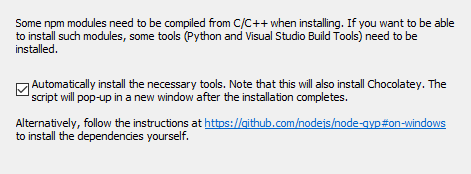 Some npm modules need to be compiled from C/C++ when installing. If you want to be able
to install such modules, some tools (Python and Visual Studio Build Tools) need to be
installed.
Automatically install the necessary tools. Note that this will also install Chocolatey. The
script will pop-up in a new window after the installation completes.
Alternatively, follow the instructions at https://github.com/nodejs/node-gyp#on-windows
to install the dependencies yourself.